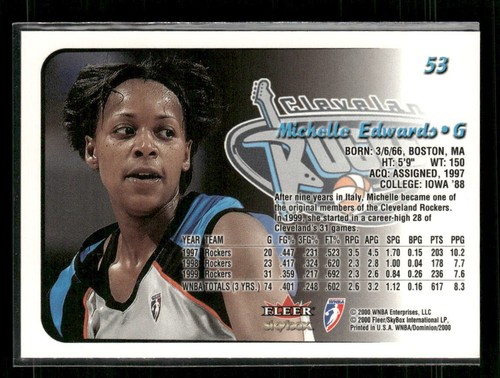 53
Cleveland
Michelle Edwards • G
BORN: 3/6/66, BOSTON, MA
HT: 5'9" WT: 150
ACQ: ASSIGNED, 1997
COLLEGE: IOWA '88
After nine years in Italy, Michelle became one of
the original members of the Cleveland Rockers.
In 1999, she started in a career-high 28 of
Cleveland's 31 games.
YEAR TEAM G FG% 3FG% FT% RPG APG SPG BPG PTS PPG
1997 Rockers 20 .447 .231 .523 3.5 4.5 1.70 0.15 203 10.2
1998 Rockers 23 .417 .324 .620 2.3 2.8 1.00 0.04 178 7.7
1999 Rockers 31 .359 .217 .692 2.3 2.6 0.84 0.26 236 7.6
WNBA TOTALS (3 YRS.) 74 .401 .248 .602 2.6 3.2 1.12 0.16 617 8.3
FLEER
SKYBOX
© 2000 WNBA Enterprises, LLC
© 2000 Fleer/SkyBox International LP.
Printed in U.S.A. WNBA/Dominion/2000